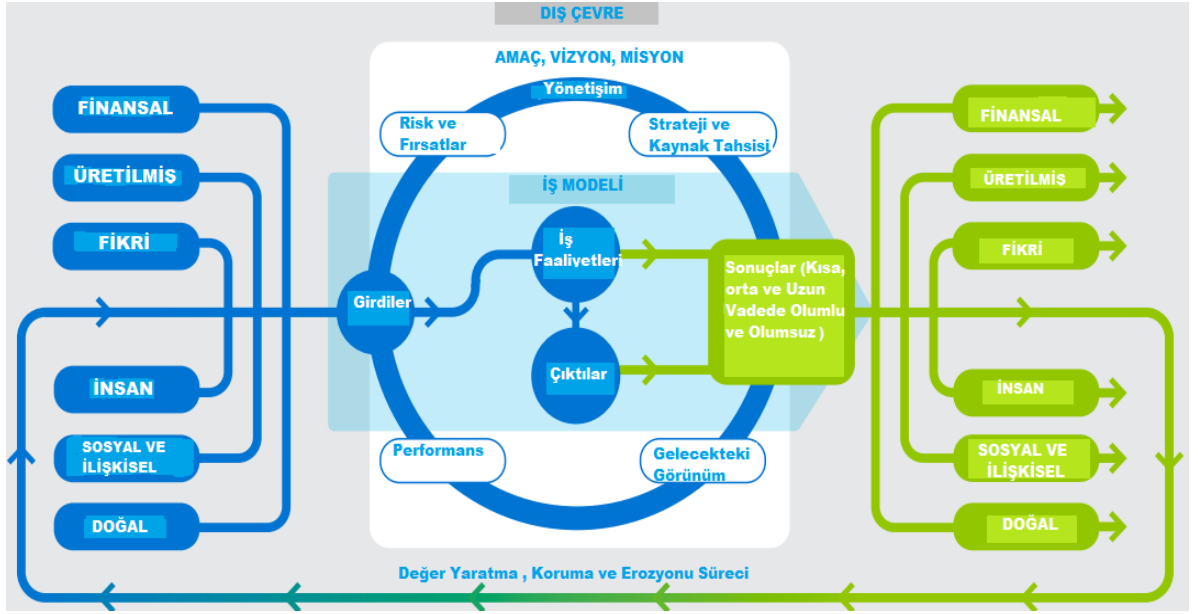 DIŞ ÇEVRE
AMAÇ, VİZYON, MİSYON
Yönetişim
Risk ve
Fırsatlar
Strateji ve
Kaynak Tahsisi
FİNANSAL
ÜRETİLMİŞ
FİKRİ
İNSAN
SOSYAL VE
İLİŞKİSEL
DOĞAL
İŞ MODELİ
Girdiler
İş
Faaliyetleri
Çıktılar
Sonuçlar (Kısa,
orta ve Uzun
Vadede Olumlu
ve Olumsuz )
Performans
Gelecekteki
Görünüm
FİNANSAL
ÜRETİLMİŞ
FİKRİ
İNSAN
SOSYAL VE
İLİŞKİSEL
DOĞAL
Değer Yaratma , Koruma ve Erozyonu Süreci